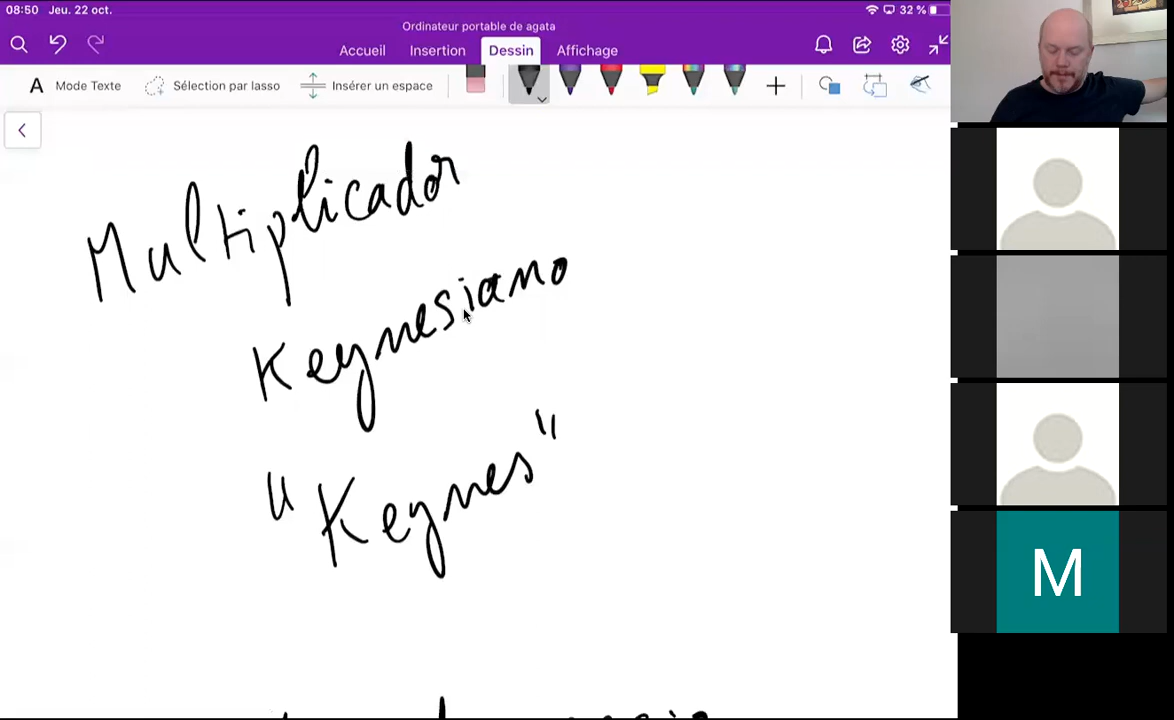 08:50 Jeu. 22 oct.
32 %
Ordinateur portable de agata
Accueil Insertion Dessin Affichage
A Mode Texte Sélection par lasso Insérer un espace
Multiplicador
Keynesiano
"Keynes"
M